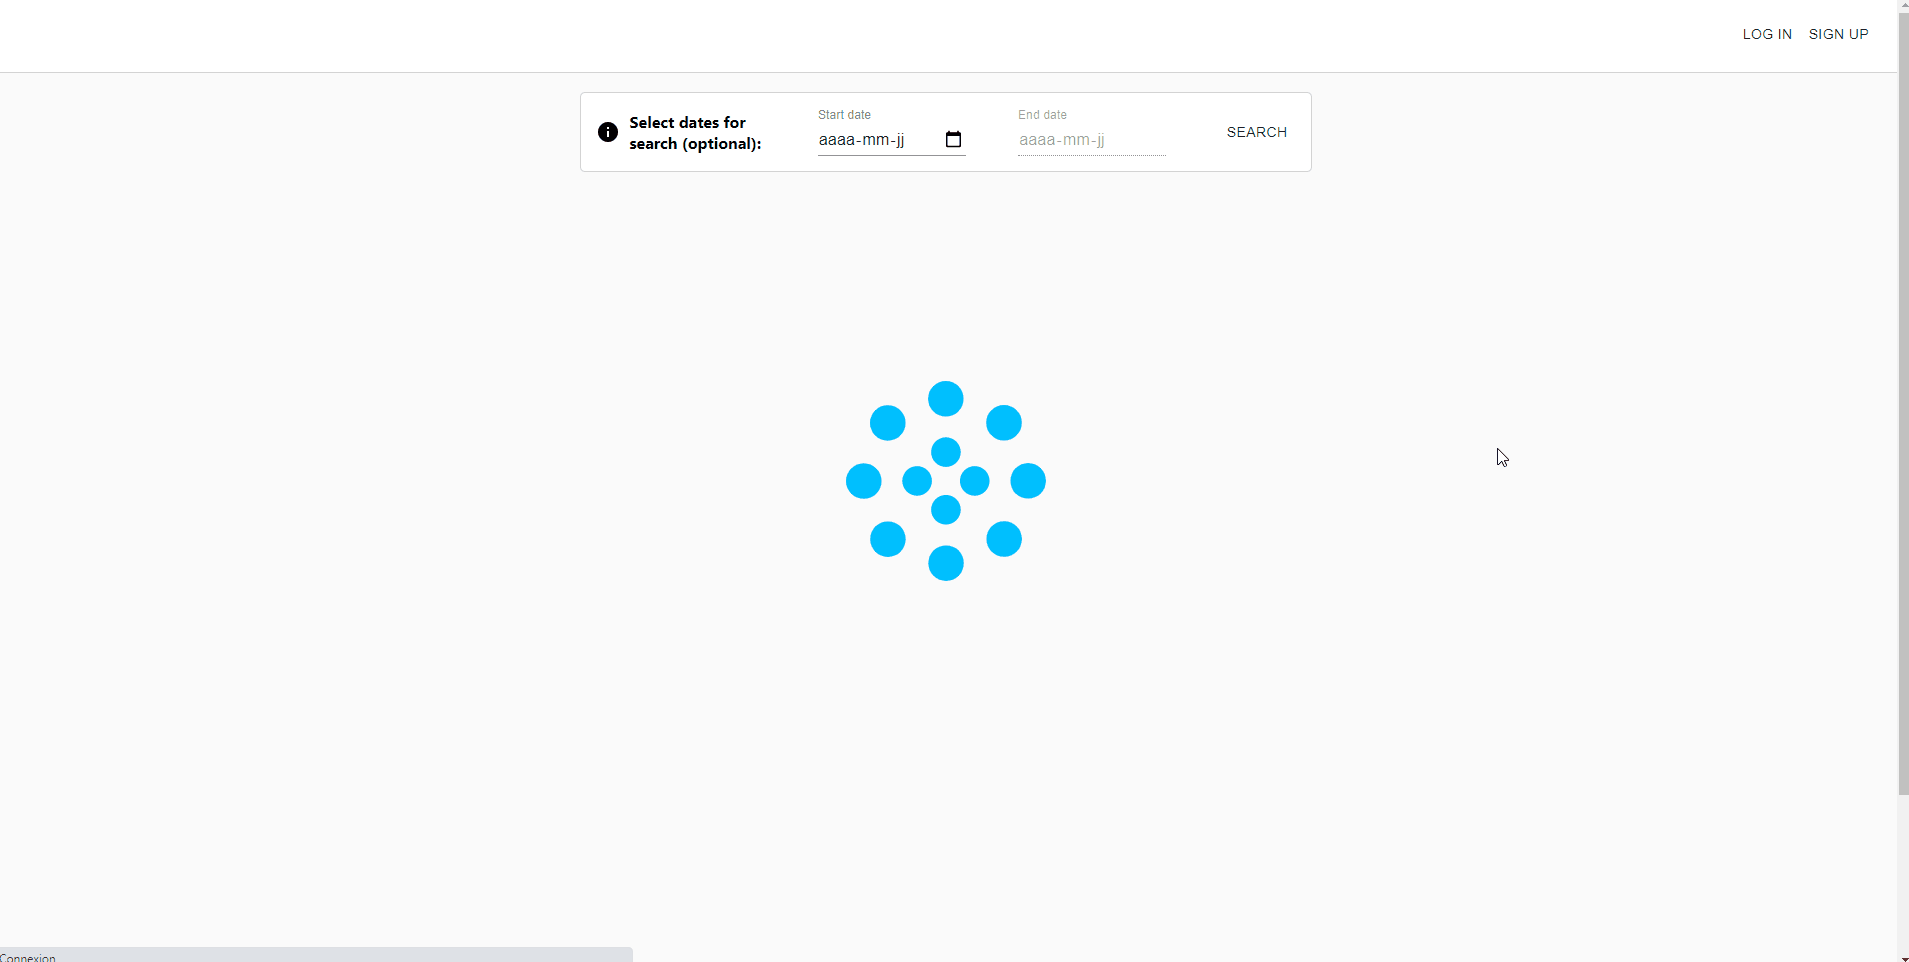 LOG IN SIGN UP
Select dates for
search (optional):
Start date
aaaa-mm-jj
End date
aaaa-mm-jj
SEARCH
Connexion